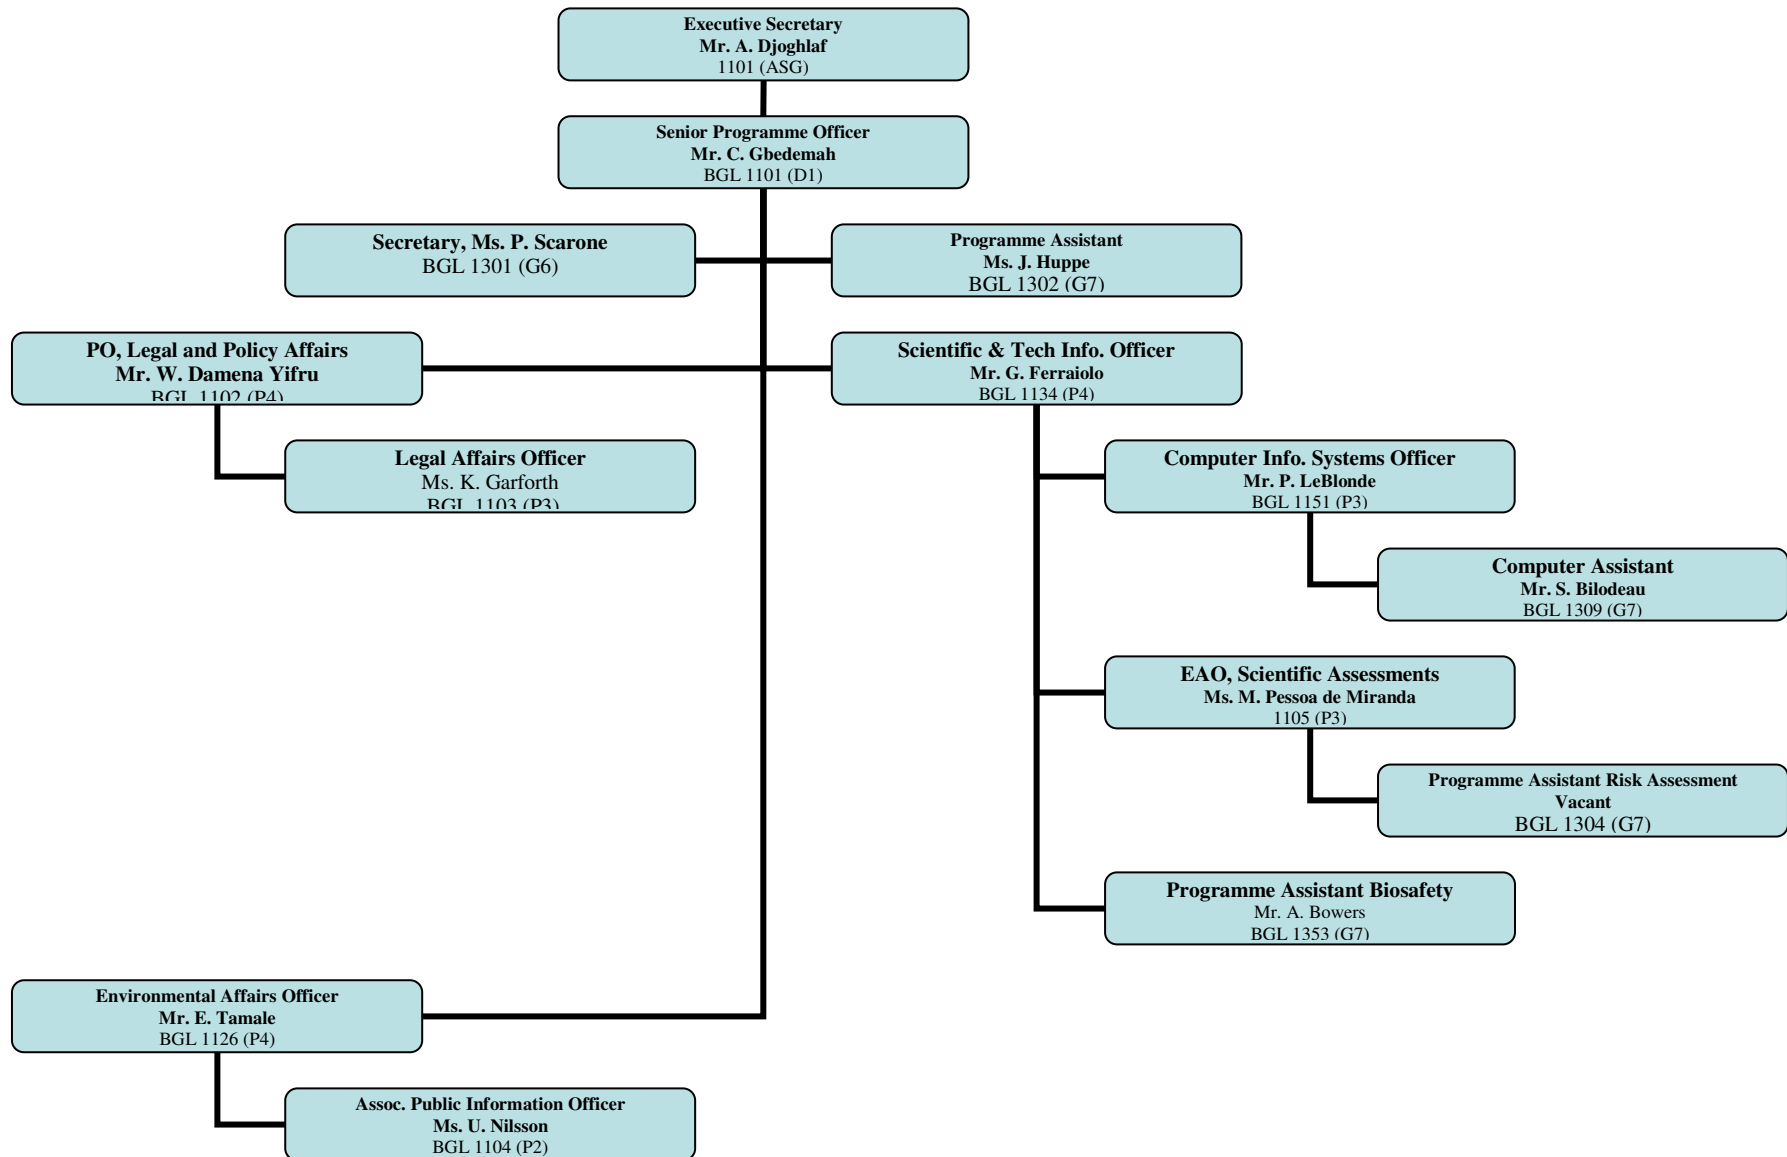 Executive Secretary
Mr. A. Djoghlaf
1101 (ASG)
Senior Programme Officer
Mr. C. Gbedemah
BGL 1101 (D1)
Secretary, Ms. P. Scarone
BGL 1301 (G6)
Programme Assistant
Ms. J. Huppe
BGL 1302 (G7)
PO, Legal and Policy Affairs
Mr. W. Damena Yifru
BGL 1102 (P4)
Scientific & Tech Info. Officer
Mr. G. Ferraiolo
BGL 1134 (P4)
Legal Affairs Officer
Ms. K. Garforth
BGL 1103 (P3)
Computer Info. Systems Officer
Mr. P. LeBlonde
BGL 1151 (P3)
Computer Assistant
Mr. S. Bilodeau
BGL 1309 (G7)
EAO, Scientific Assessments
Ms. M. Pessoa de Miranda
1105 (P3)
Programme Assistant Risk Assessment
Vacant
BGL 1304 (G7)
Programme Assistant Biosafety
Mr. A. Bowers
BGL 1353 (G7)
Environmental Affairs Officer
Mr. E. Tamale
BGL 1126 (P4)
Assoc. Public Information Officer
Ms. U. Nilsson
BGL 1104 (P2)